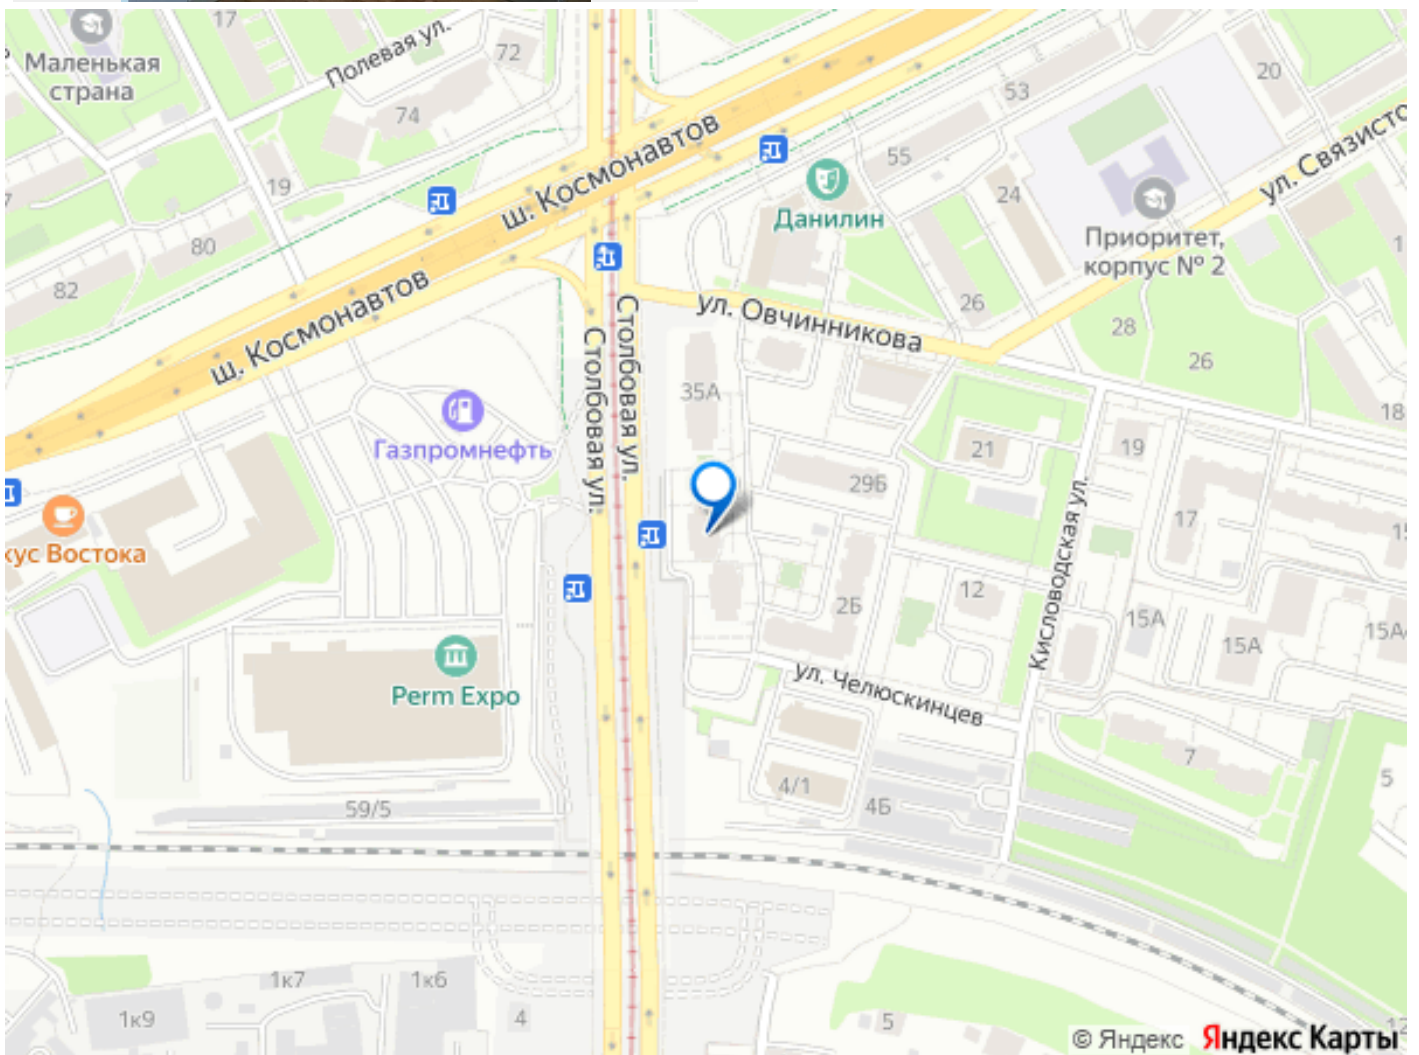 17
Полевая ул.
72
Маленькая
страна
74
20
53
ш. Космонавтов
55
ул. Связисто
19
24
Данилин
Приоритет,
корпус № 2
80
82
26
ш. Космонавтов
ул. Овчинникова
28
26
Столбовая ул.
Столбовая ул.
35А
18
Газпромнефть
21
19
29Б
17
кус Востока
Кисловодская ул.
12
2Б
15А
15А
15А
Perm Expo
ул. Челюскинцев
7
5
4/1
4Б
59/5
1к7
1к6
1к9
4
5
© Яндекс Яндекс Карты